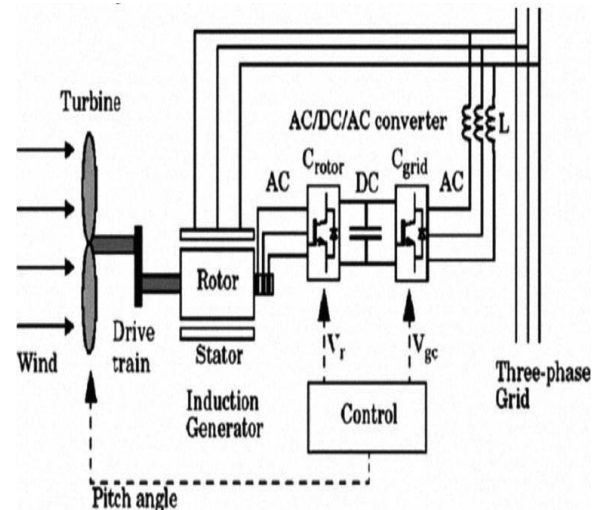 Turbine
AC/DC/AC converter
L
C_rotor
C_grid
AC
DC
AC
Rotor
Wind
Drive
train
Stator
V_r
V_gc
Induction
Generator
Control
Three-phase
Grid
Pitch angle